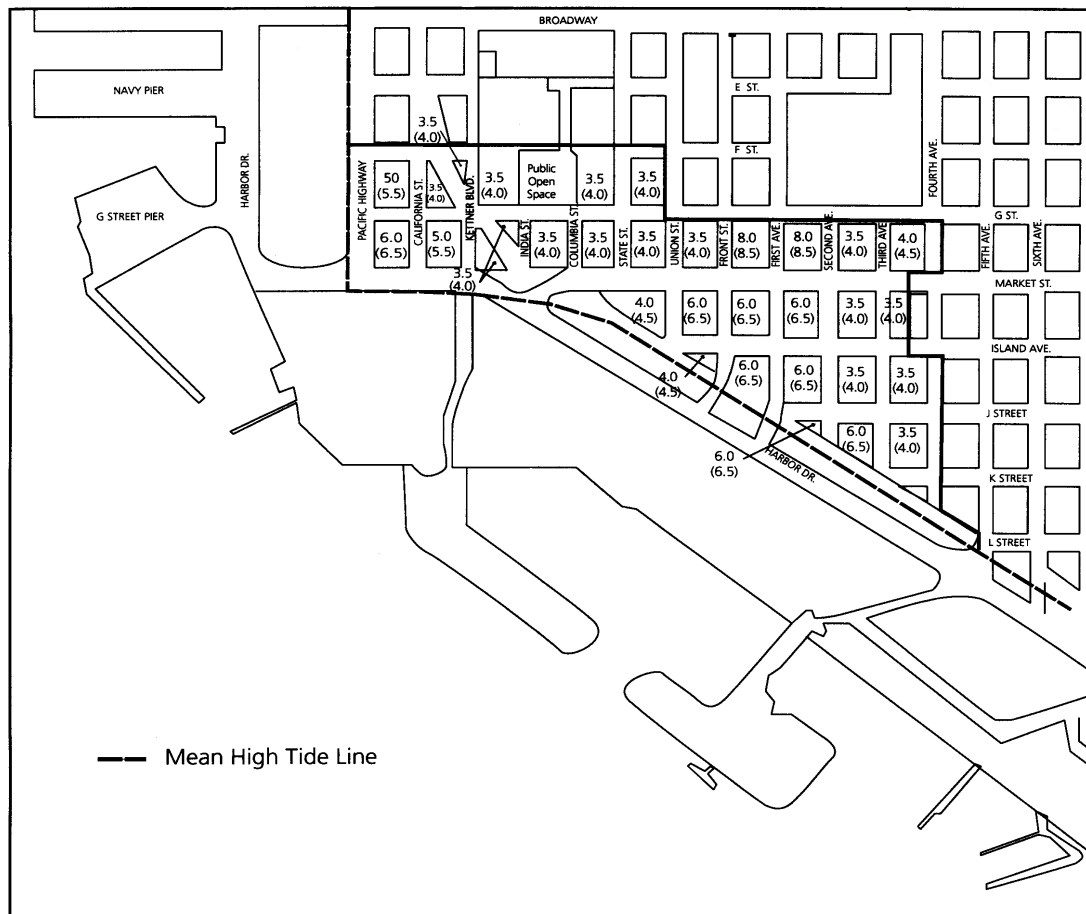 BROADWAY
E ST.
NAVY PiER
F ST.
3.5
(4.0)
HARBOR DR.
PACIFIC HIGHWAY
50
(5.5)
CALIFORNIA ST.
3.5
(4.0)
KETTNER BLVD.
3.5
(4.0)
Public
Open
Space
3.5
(4.0)
3.5
(4.0)
FOURTH AVE.
G STREET PIER
G ST.
6.0
(6.5)
5.0
(5.5)
3.5
(4.0)
INDIA ST.
3.5
(4.0)
COLUMBIA ST.
3.5
(4.0)
STATE ST.
3.5
(4.0)
UNION ST.
3.5
(4.0)
FRONT ST.
8.0
(8.5)
FIRST AVE.
8.0
(8.5)
SECOND AVE.
3.5
(4.0)
THIRD AVE.
4.0
(4.5)
FIFTH AVE.
SIXTH AVE.
MARKET ST.
4.0
(4.5)
6.0
(6.5)
6.0
(6.5)
6.0
(6.5)
3.5
(4.0)
3.5
(4.0)
ISLAND AVE.
4.0
(4.5)
6.0
(6.5)
6.0
(6.5)
3.5
(4.0)
3.5
(4.0)
J STREET
6.0
(6.5)
6.0
(6.5)
3.5
(4.0)
HARBOR DR.
K STREET
L STREET
Mean High Tide Line